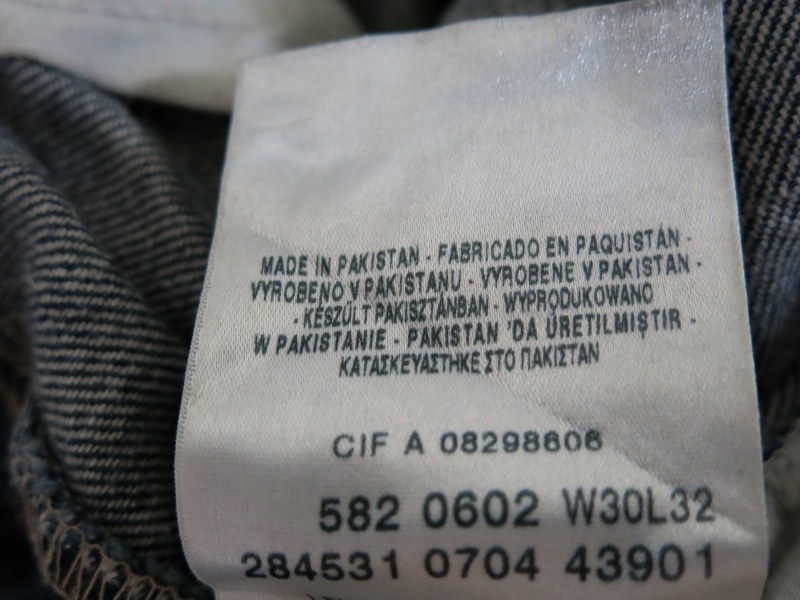 MADE IN PAKISTAN - FABRICADO EN PAQUISTÁN -
VYROBENO V PAKISTANU - VYROBENE V PAKISTAN -
- KÉSZÜLT PAKISZTÁNBAN - WYPRODUKOWANO
W PAKISTANIE - PAKISTAN 'DA ÜRETILMIŞTIR -
ΚΑΤΑΣΚΕΥΑΣΤΗΚΕ ΣΤΟ ΠΑΚΙΣΤΑΝ
CIF A 08298606
582 0602 W30L32
284531 0704 43901